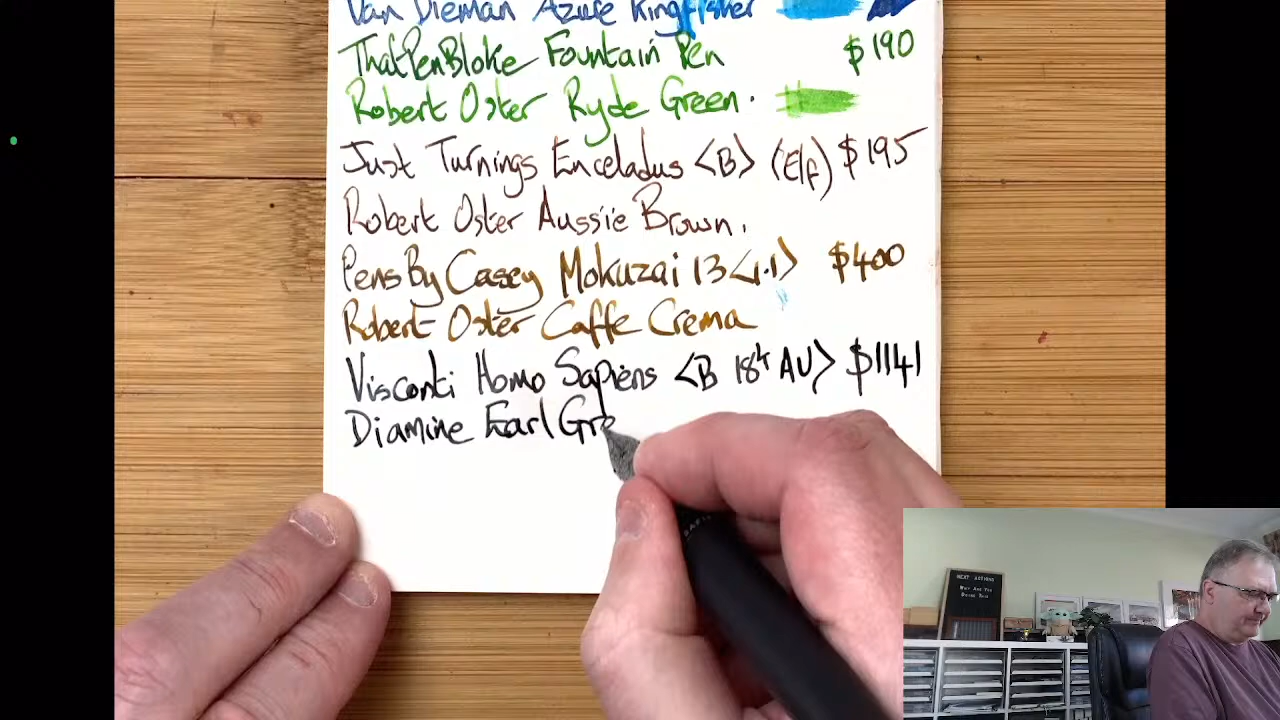 Van Dieman Azure Kingfisher
ThatPenBloke Fountain Pen $190
Robert Oster Ryde Green.
Just Turnings Enceladus <B> (E/F) $195
Robert Oster Aussie Brown.
Pens By Casey Mokuzai 13 <1.1> $400
Robert Oster Caffe Crema
Visconti Homo Sapiens <B 18k AU> $1141
Diamine Earl Gre